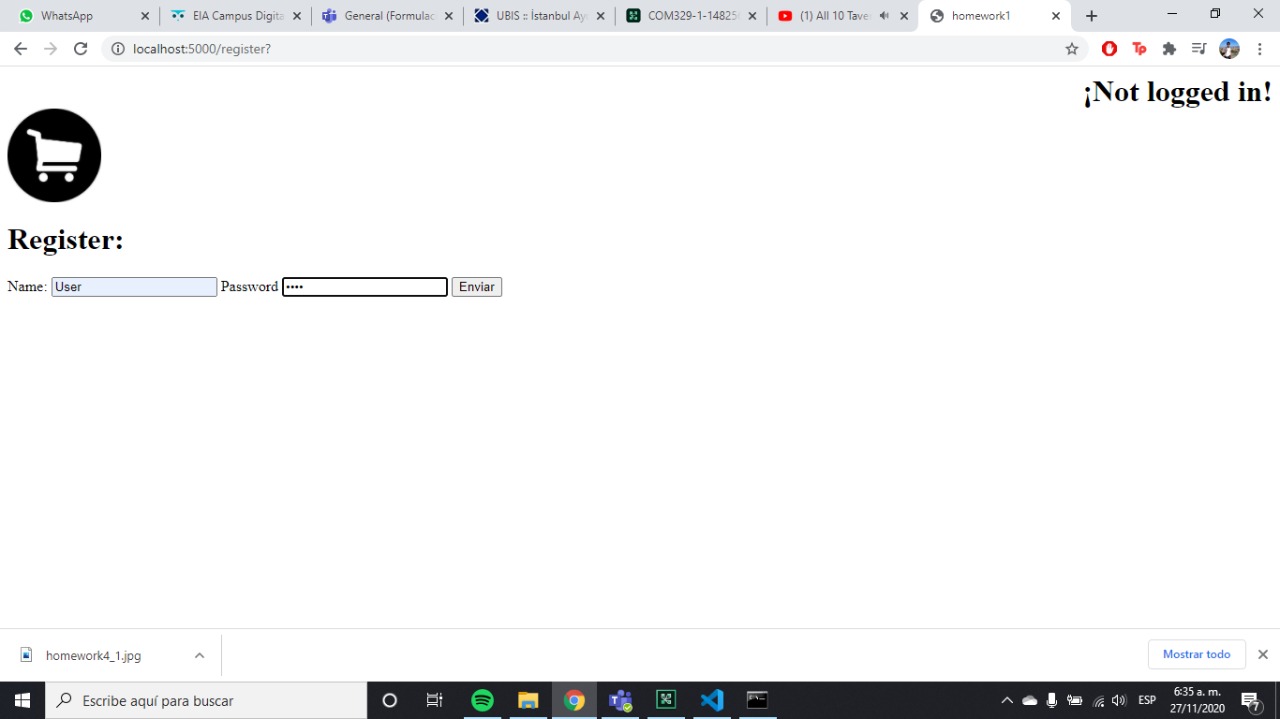 WhatsApp
EIA Campus Digita
General (Formulac
UBIS :: İstanbul Ay
COM329-1-14825
(1) All 10 Tave
homework1
localhost:5000/register?
Tp
¡Not logged in!
Register:
Name: User Password •••• Enviar
homework4_1.jpg
Mostrar todo
Escribe aquí para buscar
ESP
6:35 a. m.
27/11/2020
7